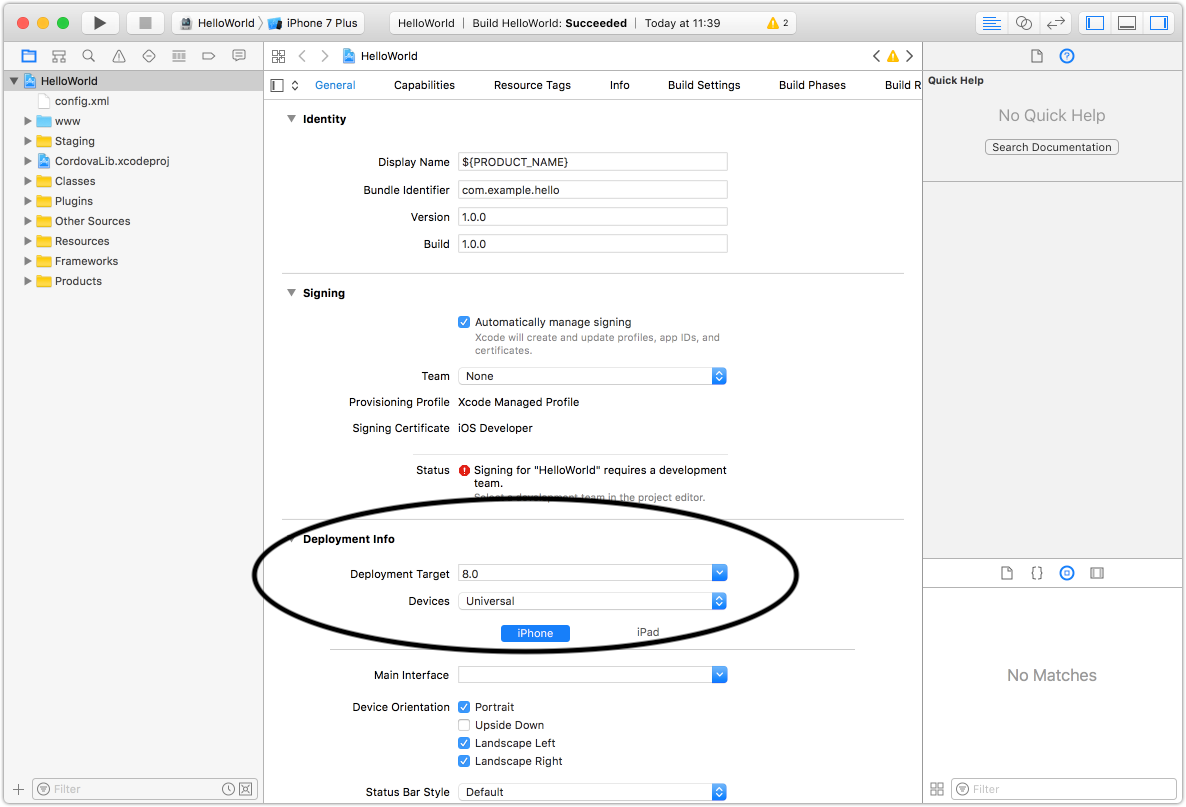 HelloWorld iPhone 7 Plus HelloWorld | Build HelloWorld: Succeeded | Today at 11:39 2
HelloWorld
config.xml
www
Staging
CordovaLib.xcodeproj
Classes
Plugins
Other Sources
Resources
Frameworks
Products
Filter
HelloWorld
General Capabilities Resource Tags Info Build Settings Build Phases Build R
Identity
Display Name ${PRODUCT_NAME}
Bundle Identifier com.example.hello
Version 1.0.0
Build 1.0.0
Signing
Automatically manage signing
Xcode will create and update profiles, app IDs, and
certificates.
Team None
Provisioning Profile Xcode Managed Profile
Signing Certificate iOS Developer
Status Signing for "HelloWorld" requires a development
team.
Select a development team in the project editor.
Deployment Info
Deployment Target 8.0
Devices Universal
iPhone iPad
Main Interface
Device Orientation Portrait
Upside Down
Landscape Left
Landscape Right
Status Bar Style Default
Quick Help
No Quick Help
Search Documentation
No Matches
Filter